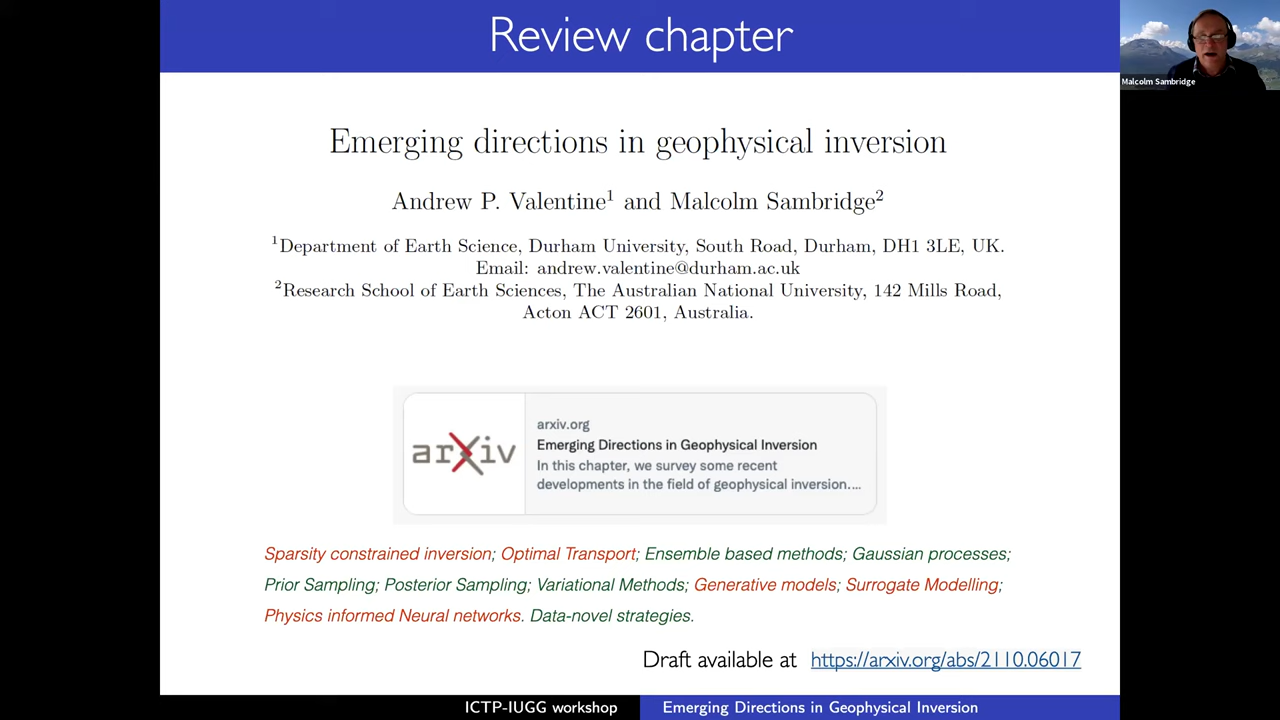 Review chapter
Malcolm Sambridge
Emerging directions in geophysical inversion
Andrew P. Valentine¹ and Malcolm Sambridge²
¹Department of Earth Science, Durham University, South Road, Durham, DH1 3LE, UK.
Email: andrew.valentine@durham.ac.uk
²Research School of Earth Sciences, The Australian National University, 142 Mills Road,
Acton ACT 2601, Australia.
arXiv
arxiv.org
Emerging Directions in Geophysical Inversion
In this chapter, we survey some recent
developments in the field of geophysical inversion....
Sparsity constrained inversion; Optimal Transport; Ensemble based methods; Gaussian processes;
Prior Sampling; Posterior Sampling; Variational Methods; Generative models; Surrogate Modelling;
Physics informed Neural networks. Data-novel strategies.
Draft available at https://arxiv.org/abs/2110.06017
ICTP-IUGG workshop Emerging Directions in Geophysical Inversion